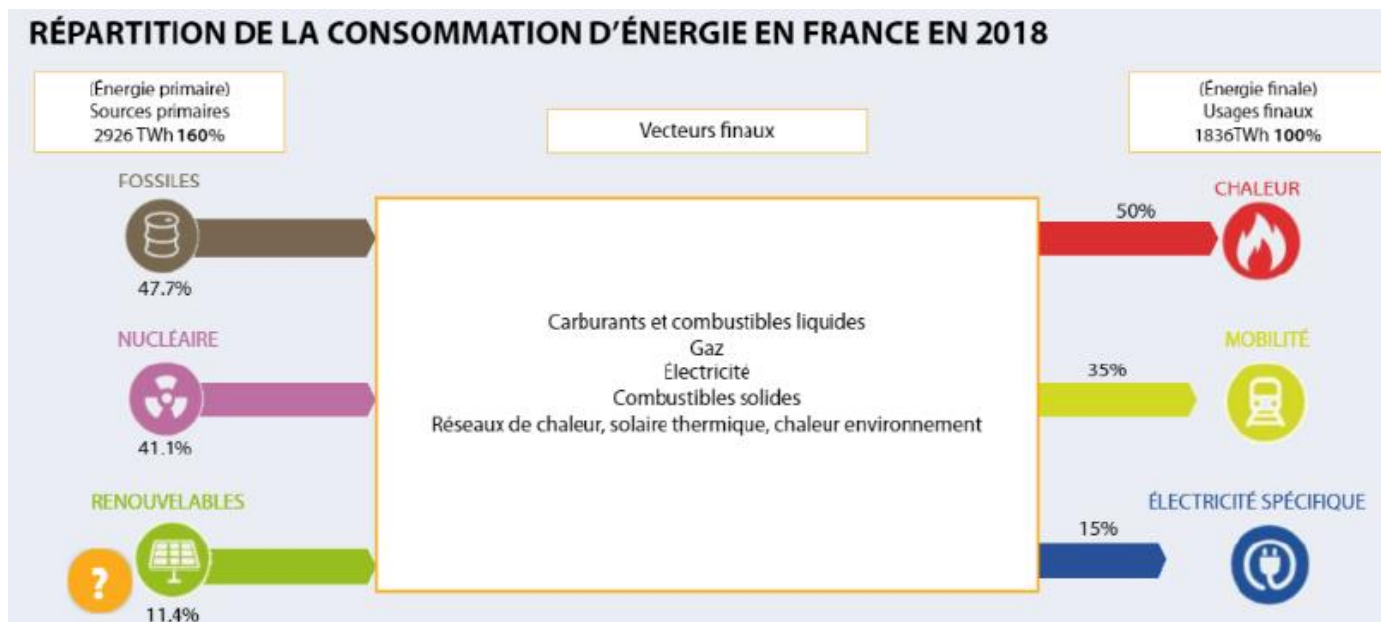 RÉPARTITION DE LA CONSOMMATION D'ÉNERGIE EN FRANCE EN 2018
(Énergie primaire)
Sources primaires
2926 TWh 160%
Vecteurs finaux
(Énergie finale)
Usages finaux
1836TWh 100%
FOSSILES
47.7%
NUCLÉAIRE
41.1%
RENOUVELABLES
?
11.4%
Carburants et combustibles liquides
Gaz
Électricité
Combustibles solides
Réseaux de chaleur, solaire thermique, chaleur environnement
50%
CHALEUR
35%
MOBILITÉ
15%
ÉLECTRICITÉ SPÉCIFIQUE